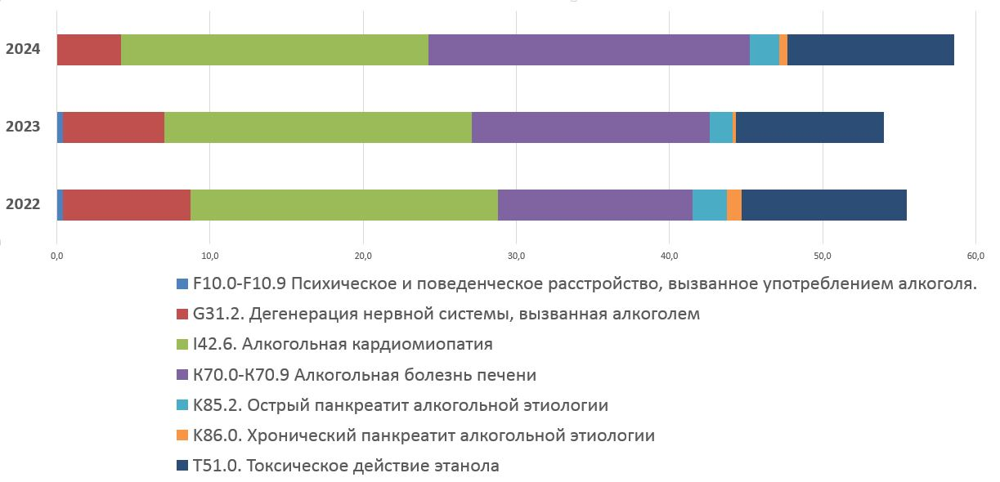 2024
2023
2022
0,0 10,0 20,0 30,0 40,0 50,0 60,0
F10.0-F10.9 Психическое и поведенческое расстройство, вызванное употреблением алкоголя.
G31.2. Дегенерация нервной системы, вызванная алкоголем
I42.6. Алкогольная кардиомиопатия
К70.0-К70.9 Алкогольная болезнь печени
K85.2. Острый панкреатит алкогольной этиологии
K86.0. Хронический панкреатит алкогольной этиологии
Т51.0. Токсическое действие этанола